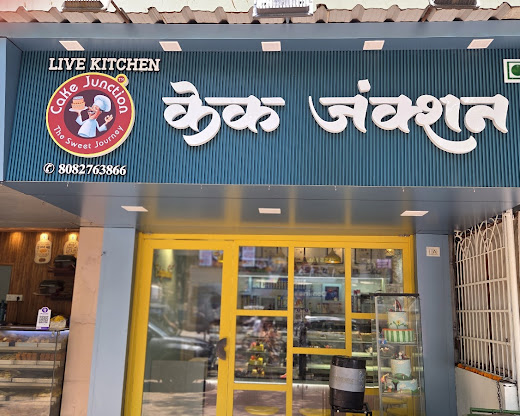 LIVE KITCHEN
Cake Junction
The Sweet Journey
केक जंक्शन
✆ 8082763866